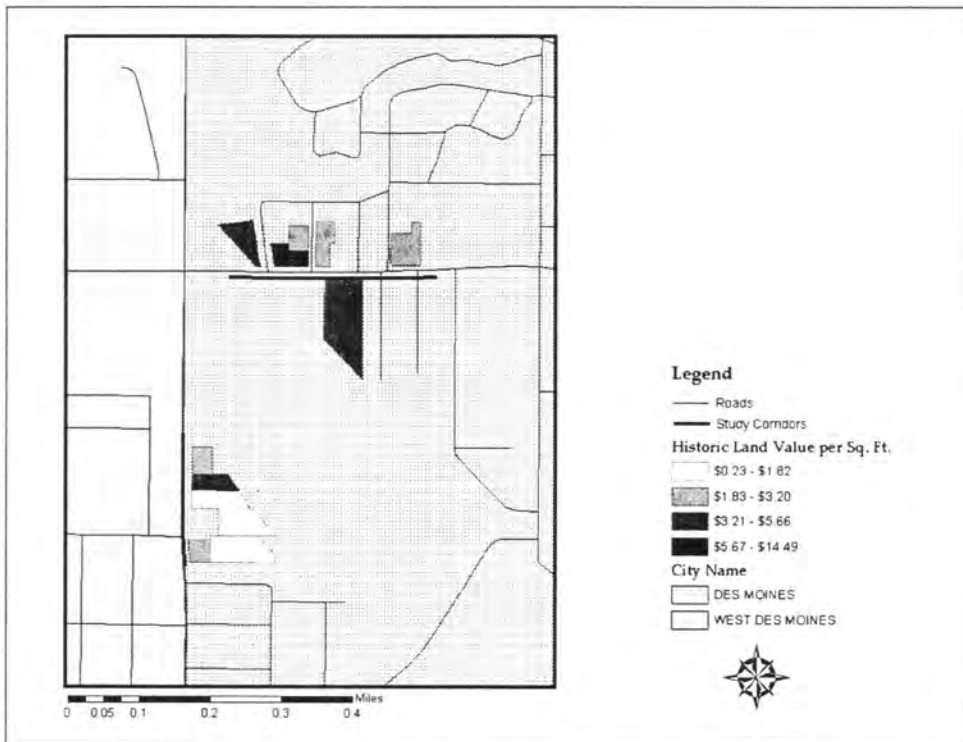 Legend
Roads
Study Corridors
Historic Land Value per Sq. Ft.
$0.23 - $1.82
$1.83 - $3.20
$3.21 - $5.66
$5.67 - $14.49
City Name
DES MOINES
WEST DES MOINES
Miles
0 0.05 0.1 0.2 0.3 0.4